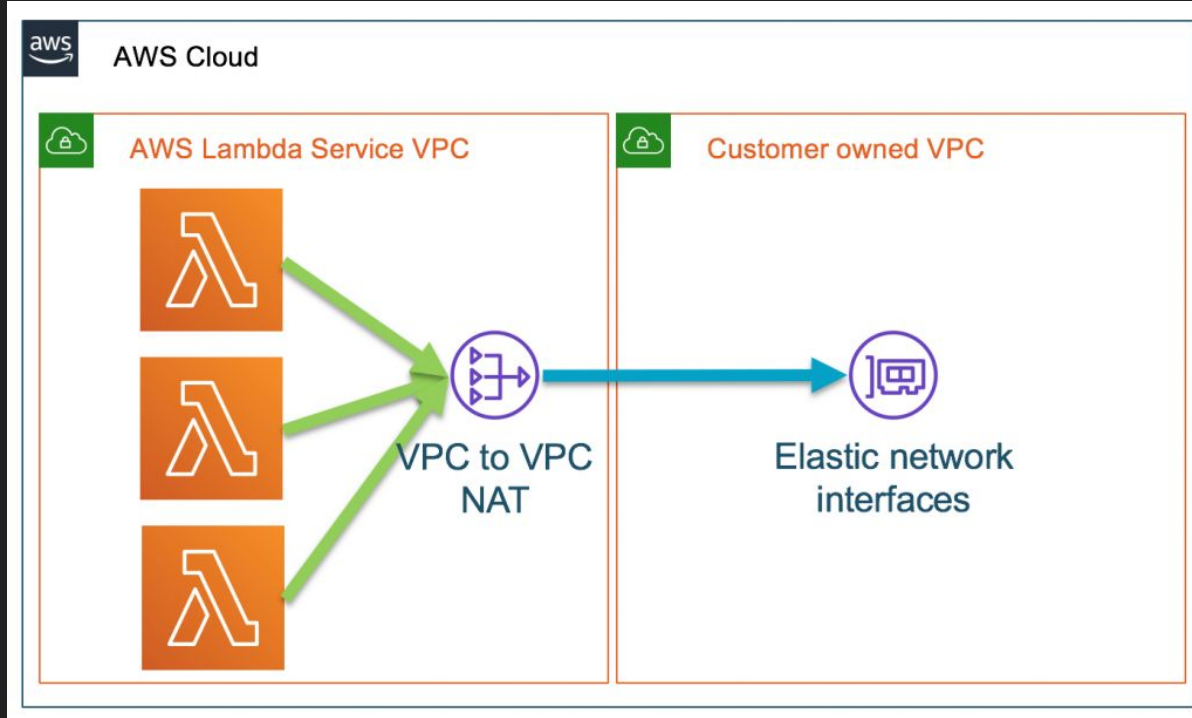 aws
AWS Cloud
AWS Lambda Service VPC
Customer owned VPC
VPC to VPC
NAT
Elastic network
interfaces